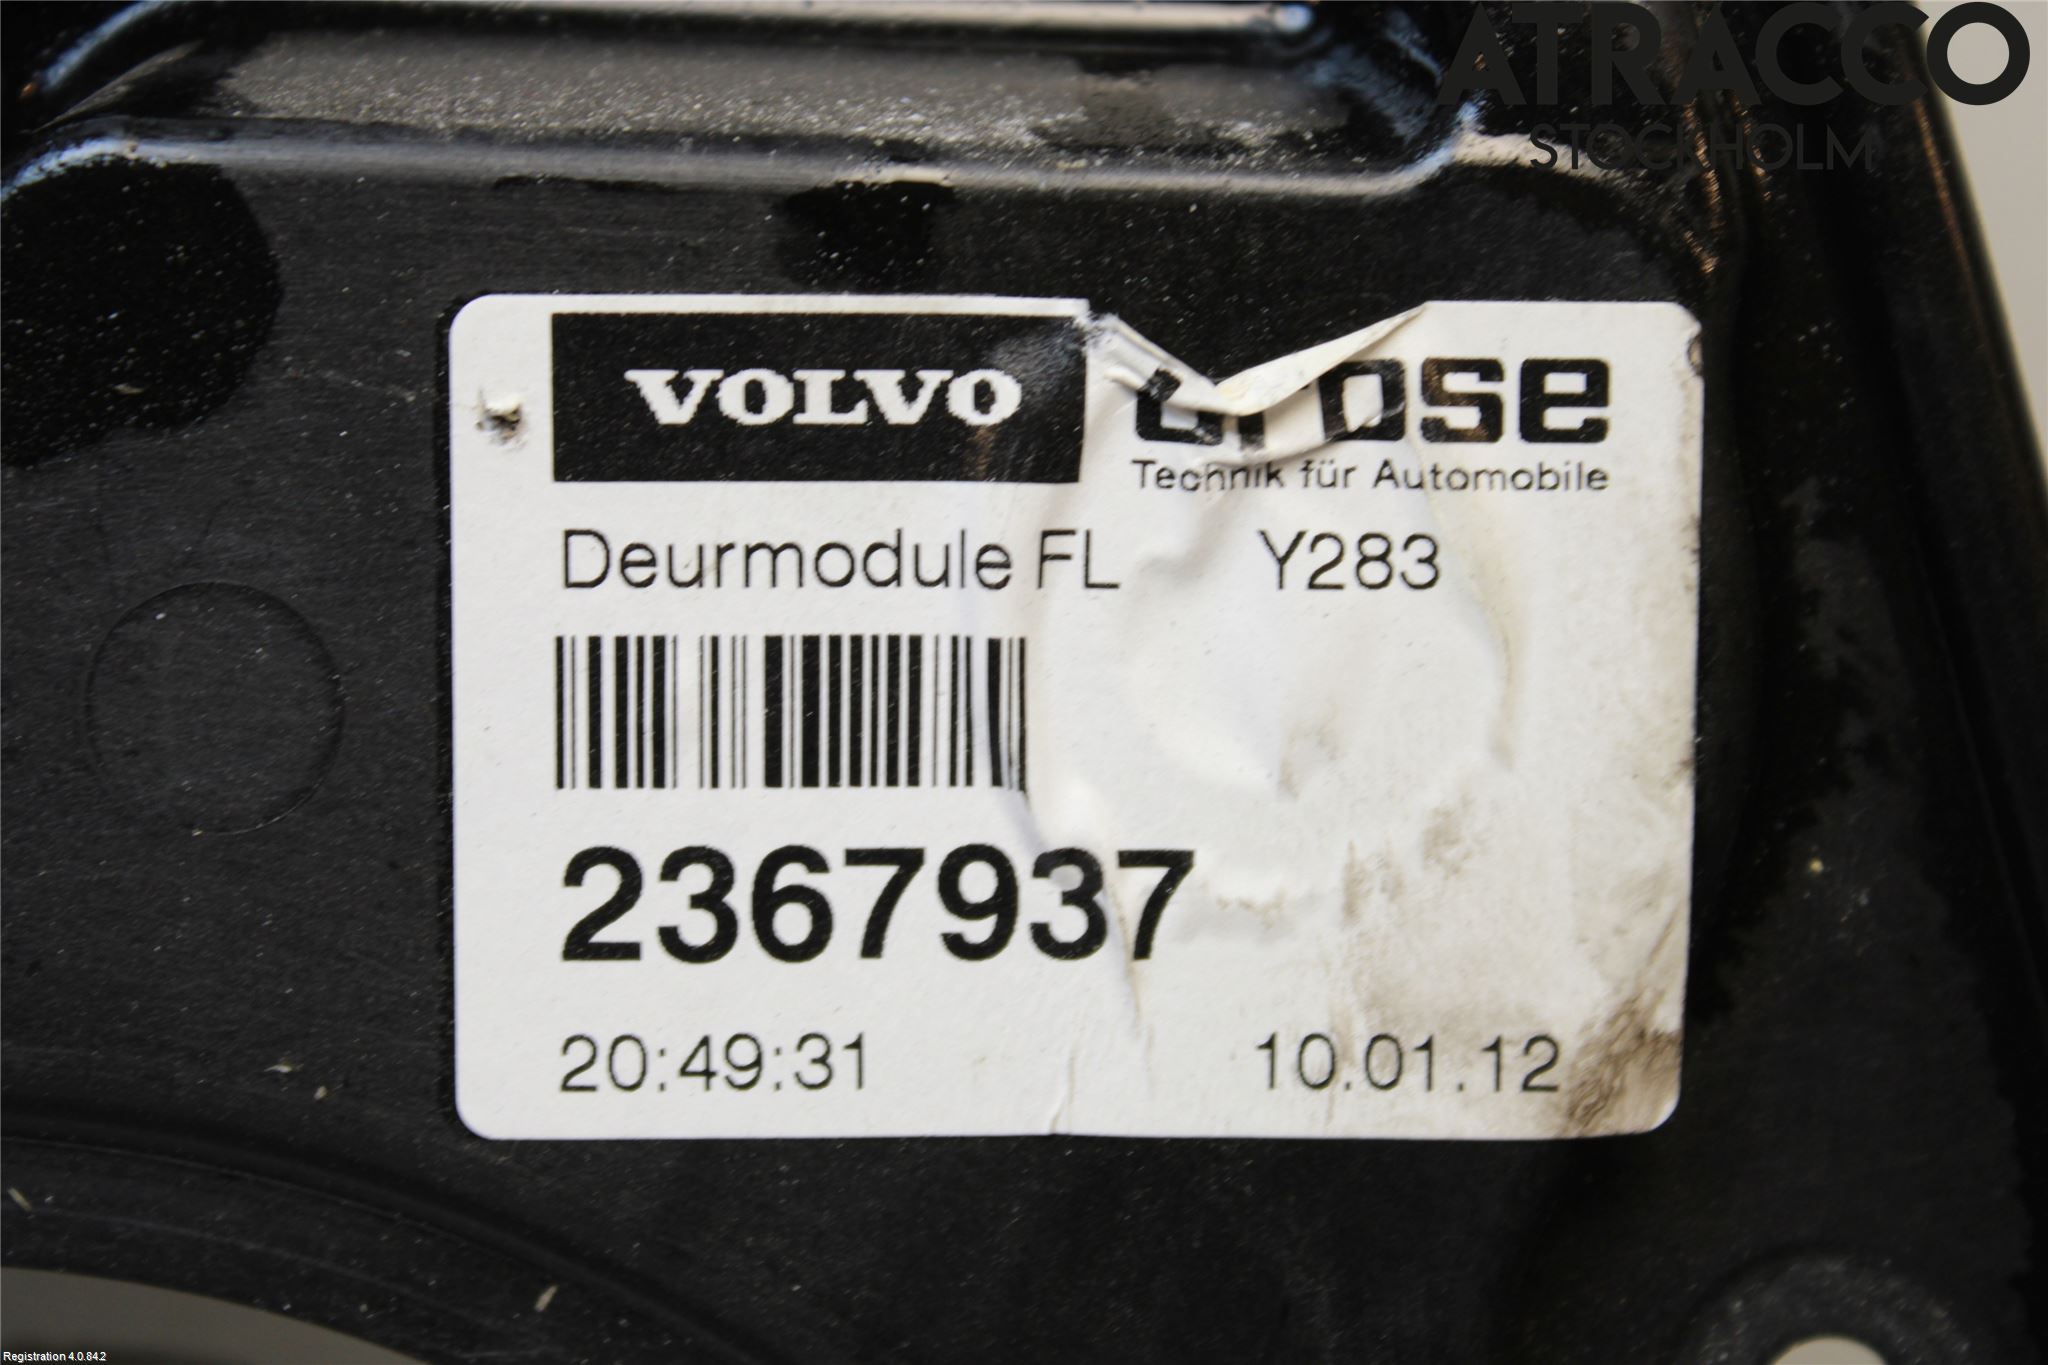 ATRACCO
STOCKHOLM
VOLVO
brose
Technik für Automobile
Deurmodule FL Y283
2367937
20:49:31 10.01.12
Registration 4.0.84.2